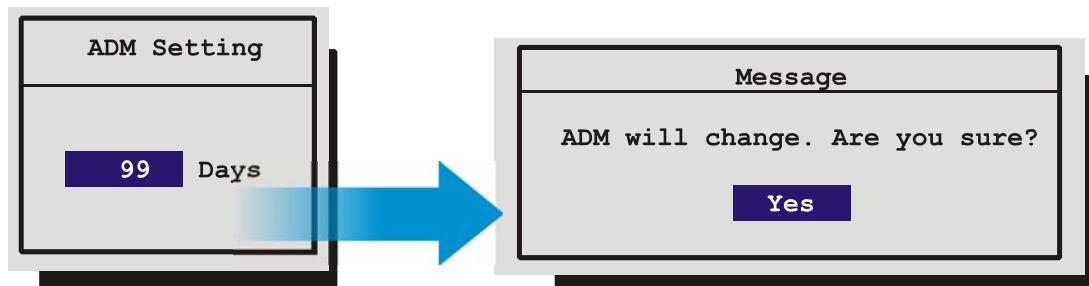 ADM Setting
99 Days
Message
ADM will change. Are you sure?
Yes